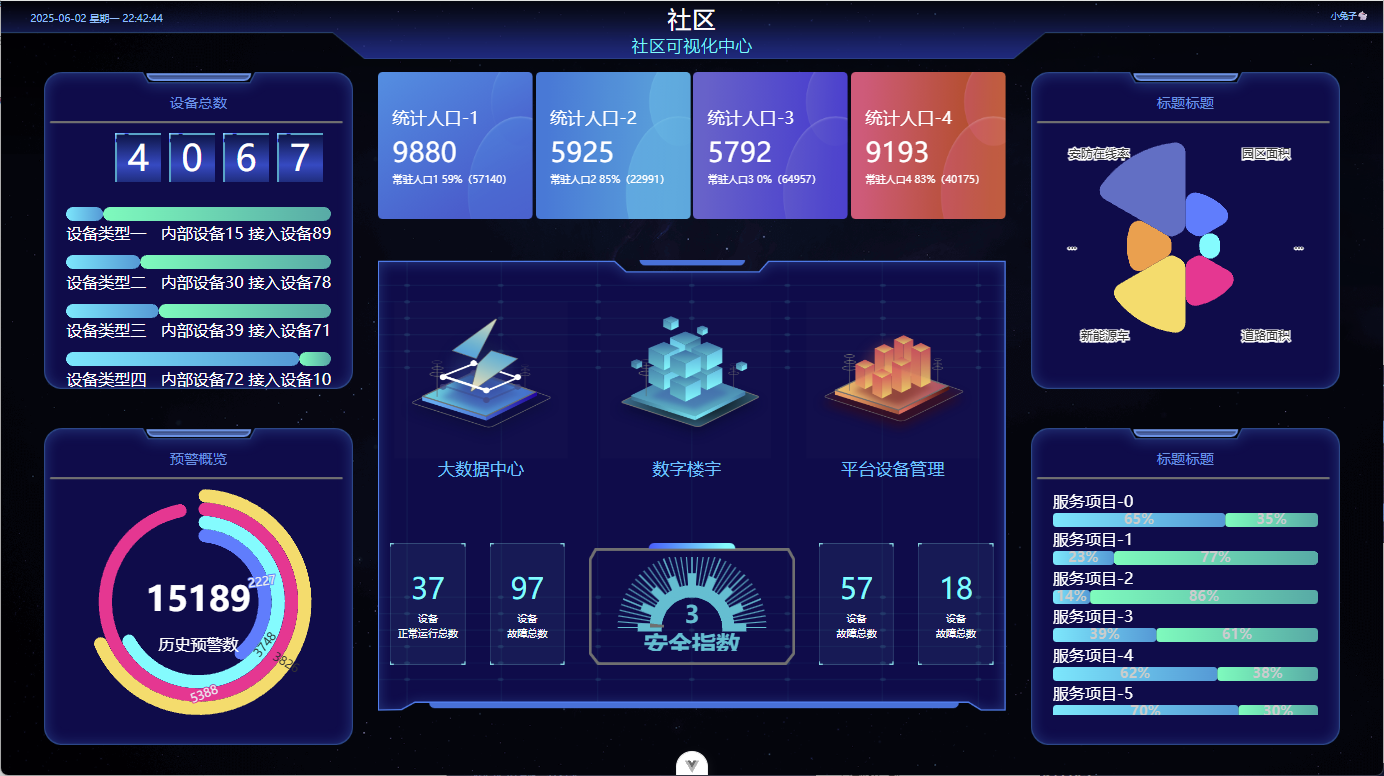 2025-06-02 星期一 22:42:44
社区
小兔子
社区可视化中心
设备总数
4 0 6 7
设备类型一 内部设备15 接入设备89
设备类型二 内部设备30 接入设备78
设备类型三 内部设备39 接入设备71
设备类型四 内部设备72 接入设备10
预警概览
2227
15189
历史预警数
3748
5388
统计人口-1
9880
常驻人口1 59%（57140）
统计人口-2
5925
常驻人口2 85%（22991）
统计人口-3
5792
常驻人口3 0%（64957）
统计人口-4
9193
常驻人口4 83%（40175）
大数据中心
数字楼宇
平台设备管理
37
设备
正常运行总数
97
设备
故障总数
3
安全指数
57
设备
故障总数
18
设备
故障总数
标题标题
安防在线率
园区面积
新能源车
道路面积
标题标题
服务项目-0
65% 35%
服务项目-1
23% 77%
服务项目-2
14% 86%
服务项目-3
39% 61%
服务项目-4
62% 38%
服务项目-5
70% 30%